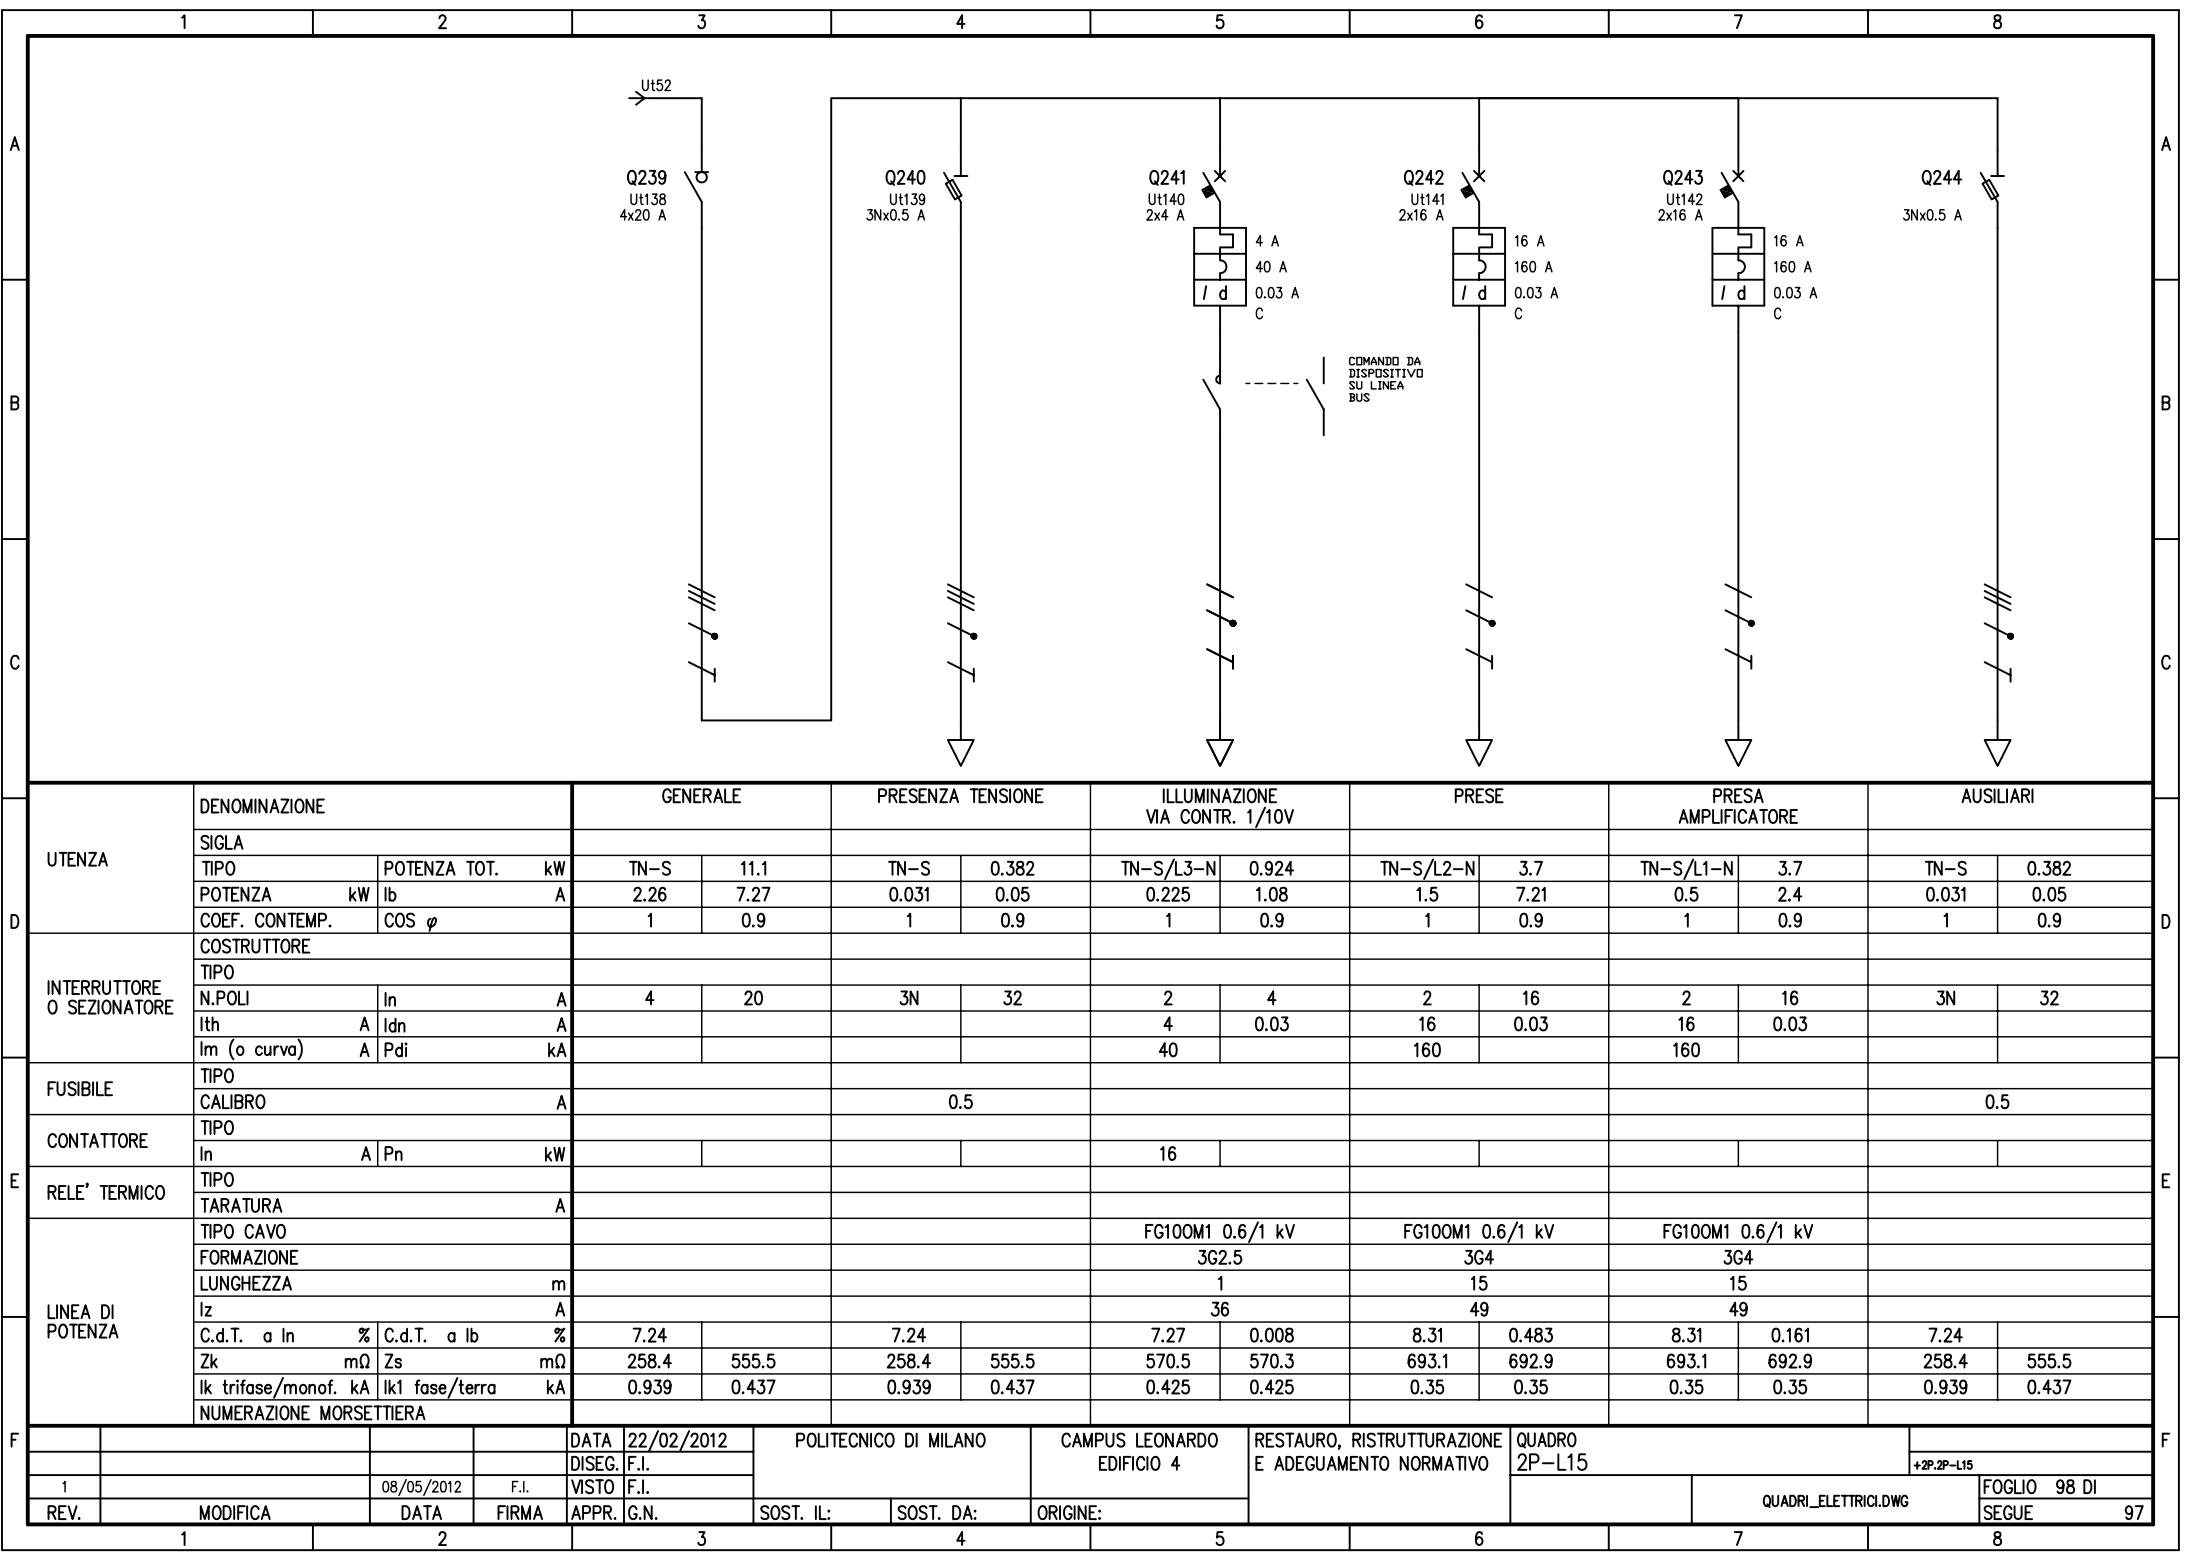 1 2 3 4 5 6 7 8
Ut52
A A
Q239
Ut138
4x20 A
Q240
Ut139
3Nx0.5 A
Q241
Ut140
2x4 A
4 A
40 A
I d 0.03 A
C
Q242
Ut141
2x16 A
16 A
160 A
I d 0.03 A
C
Q243
Ut142
2x16 A
16 A
160 A
I d 0.03 A
C
Q244
3Nx0.5 A
COMANDO DA
DISPOSITIVO
SU LINEA
BUS
B B
C C
UTENZA
DENOMINAZIONE GENERALE PRESENZA TENSIONE ILLUMINAZIONE VIA CONTR. 1/10V PRESE PRESA AMPLIFICATORE AUSILIARI
SIGLA
TIPO POTENZA TOT. kW TN-S 11.1 TN-S 0.382 TN-S/L3-N 0.924 TN-S/L2-N 3.7 TN-S/L1-N 3.7 TN-S 0.382
POTENZA kW Ib A 2.26 7.27 0.031 0.05 0.225 1.08 1.5 7.21 0.5 2.4 0.031 0.05
D COEF. CONTEMP. COS φ 1 0.9 1 0.9 1 0.9 1 0.9 1 0.9 1 0.9 D
INTERRUTTORE
O SEZIONATORE
COSTRUTTORE
TIPO
N.POLI In A 4 20 3N 32 2 4 2 16 2 16 3N 32
Ith A Idn A 4 0.03 16 0.03 16 0.03
Im (o curva) A Pdi kA 40 160 160
FUSIBILE
TIPO
CALIBRO A 0.5 0.5
CONTATTORE
TIPO
In A Pn kW 16
E RELE' TERMICO E
TIPO
TARATURA A
LINEA DI
POTENZA
TIPO CAVO FG10OM1 0.6/1 kV FG10OM1 0.6/1 kV FG10OM1 0.6/1 kV
FORMAZIONE 3G2.5 3G4 3G4
LUNGHEZZA m 1 15 15
Iz A 36 49 49
C.d.T. a In % C.d.T. a Ib % 7.24 7.24 7.27 0.008 8.31 0.483 8.31 0.161 7.24
Zk mΩ Zs mΩ 258.4 555.5 258.4 555.5 570.5 570.3 693.1 692.9 693.1 692.9 258.4 555.5
Ik trifase/monof. kA Ik1 fase/terra kA 0.939 0.437 0.939 0.437 0.425 0.425 0.35 0.35 0.35 0.35 0.939 0.437
NUMERAZIONE MORSETTIERA
F F
DATA 22/02/2012
DISEG. F.I.
1 08/05/2012 F.I. VISTO F.I.
REV. MODIFICA DATA FIRMA APPR. G.N.
POLITECNICO DI MILANO
SOST. IL: SOST. DA:
CAMPUS LEONARDO
EDIFICIO 4
ORIGINE:
RESTAURO, RISTRUTTURAZIONE
E ADEGUAMENTO NORMATIVO
QUADRO
2P-L15
+2P.2P-L15
QUADRI_ELETTRICI.DWG
FOGLIO 98 DI
SEGUE 97
1 2 3 4 5 6 7 8